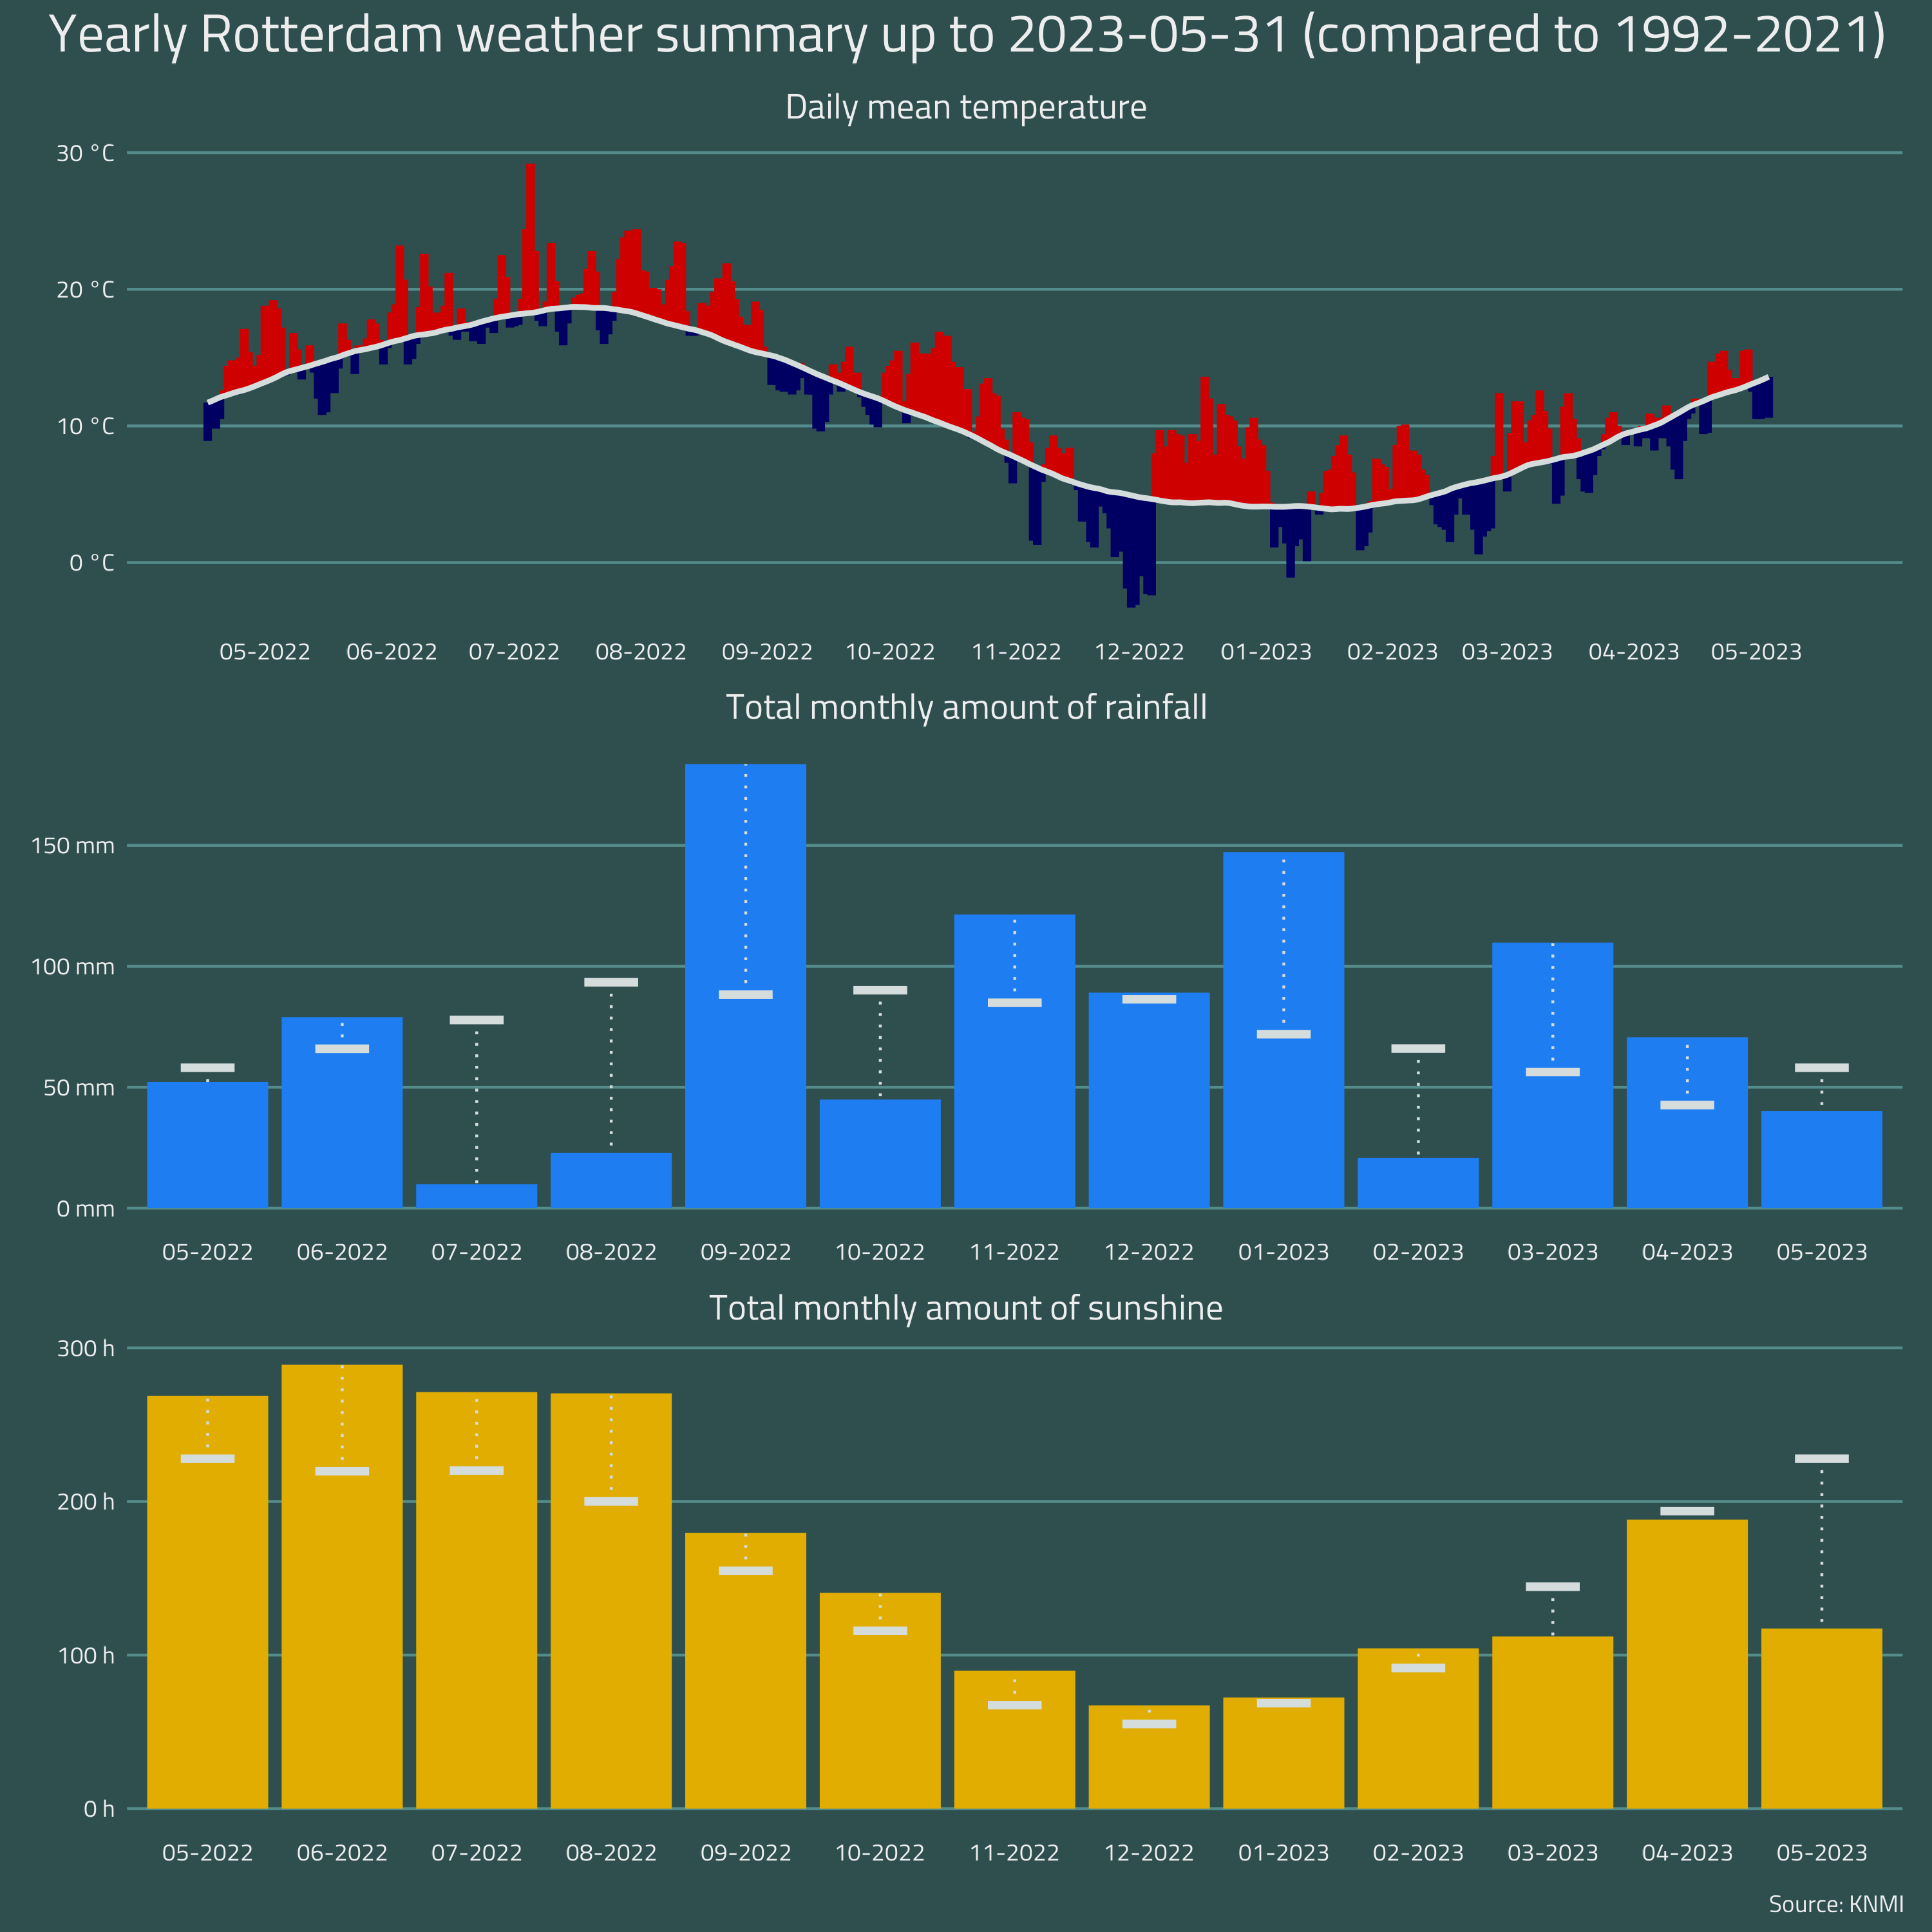 Yearly Rotterdam weather summary up to 2023-05-31 (compared to 1992-2021)
Daily mean temperature
30 °C
20 °C
10 °C
0 °C
05-2022 06-2022 07-2022 08-2022 09-2022 10-2022 11-2022 12-2022 01-2023 02-2023 03-2023 04-2023 05-2023
Total monthly amount of rainfall
150 mm
100 mm
50 mm
0 mm
05-2022 06-2022 07-2022 08-2022 09-2022 10-2022 11-2022 12-2022 01-2023 02-2023 03-2023 04-2023 05-2023
Total monthly amount of sunshine
300 h
200 h
100 h
0 h
05-2022 06-2022 07-2022 08-2022 09-2022 10-2022 11-2022 12-2022 01-2023 02-2023 03-2023 04-2023 05-2023
Source: KNMI